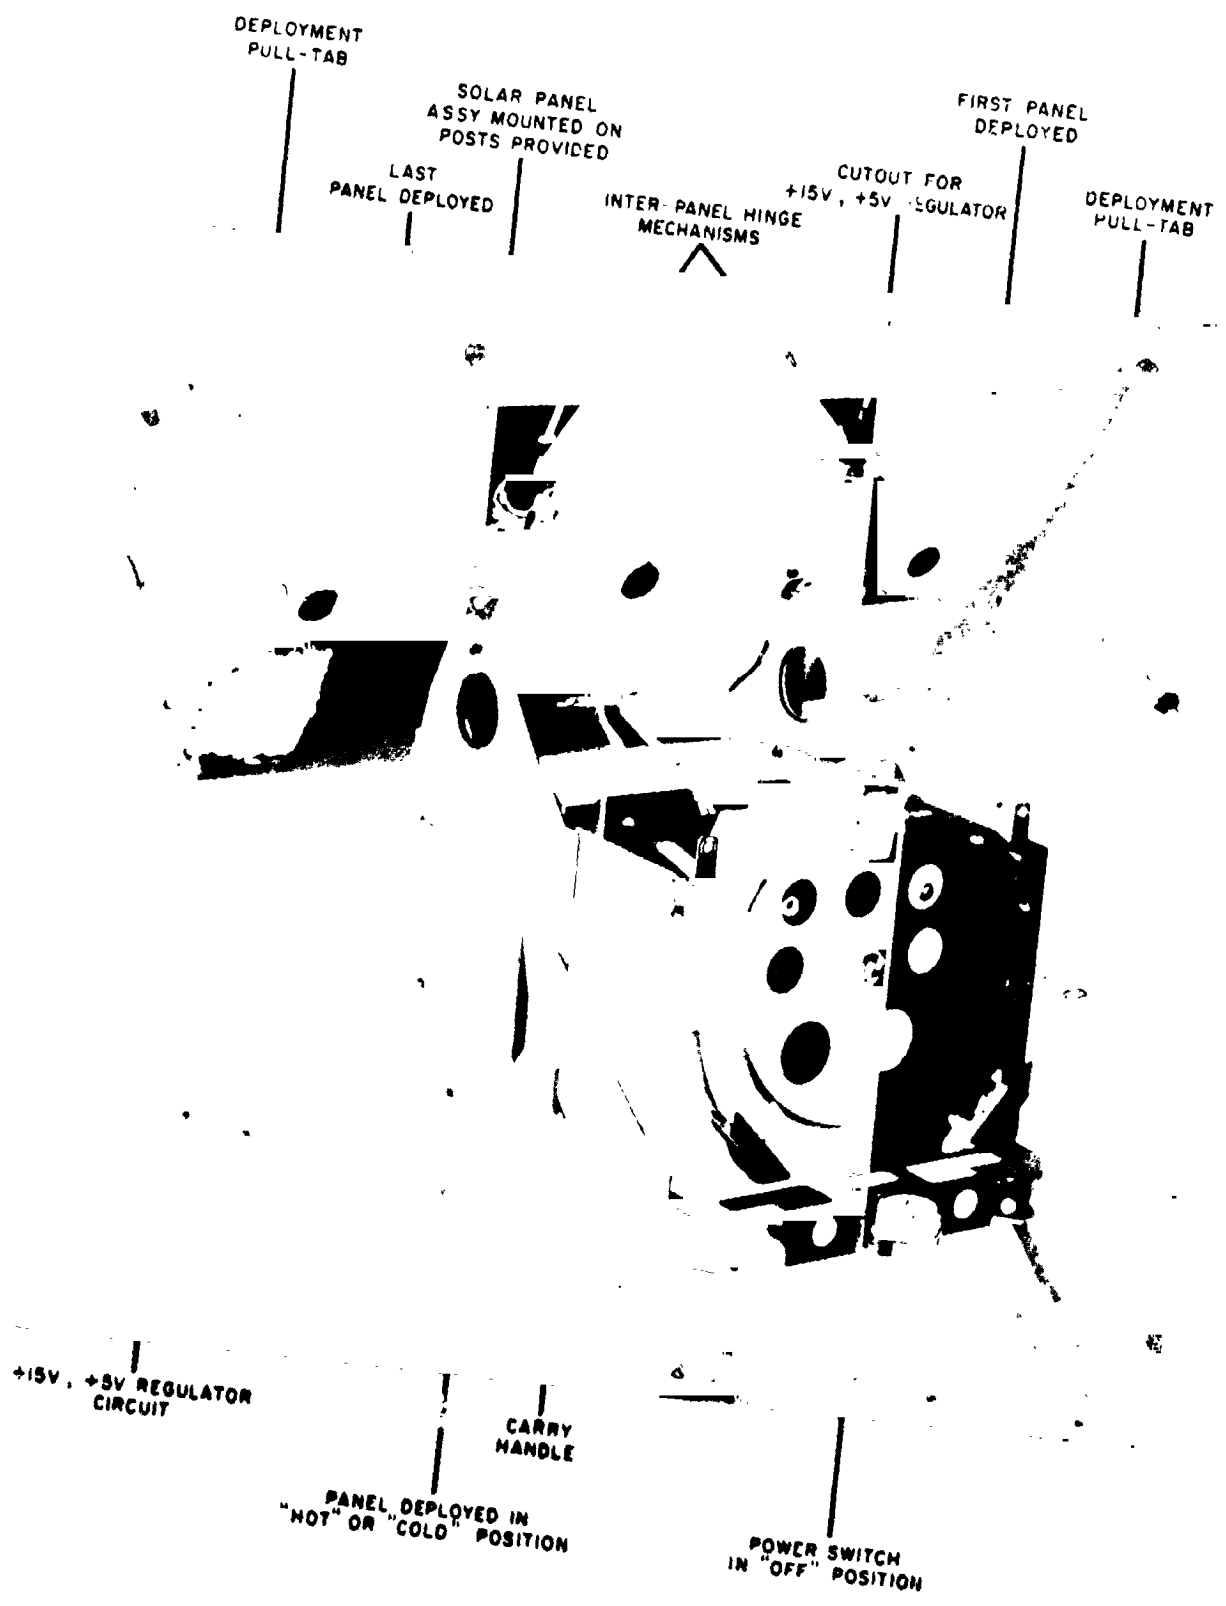 DEPLOYMENT
PULL-TAB
SOLAR PANEL
ASSY MOUNTED ON
POSTS PROVIDED
LAST
PANEL DEPLOYED
INTER-PANEL HINGE
MECHANISMS
CUTOUT FOR
+15V, +5V EGULATOR
FIRST PANEL
DEPLOYED
DEPLOYMENT
PULL-TAB
+15V, +5V REGULATOR
CIRCUIT
PANEL DEPLOYED IN
"HOT" OR "COLD" POSITION
CARRY
HANDLE
POWER SWITCH
IN "OFF" POSITION